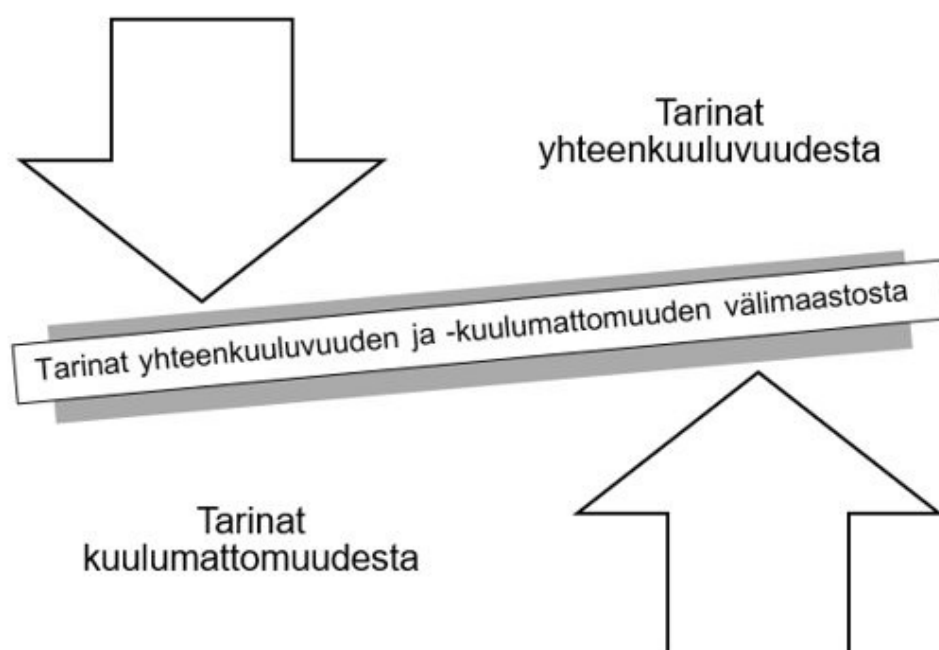 Tarinat
yhteenkuuluvuudesta
Tarinat yhteenkuuluvuuden ja -kuulumattomuuden välimaastosta
Tarinat
kuulumattomuudesta